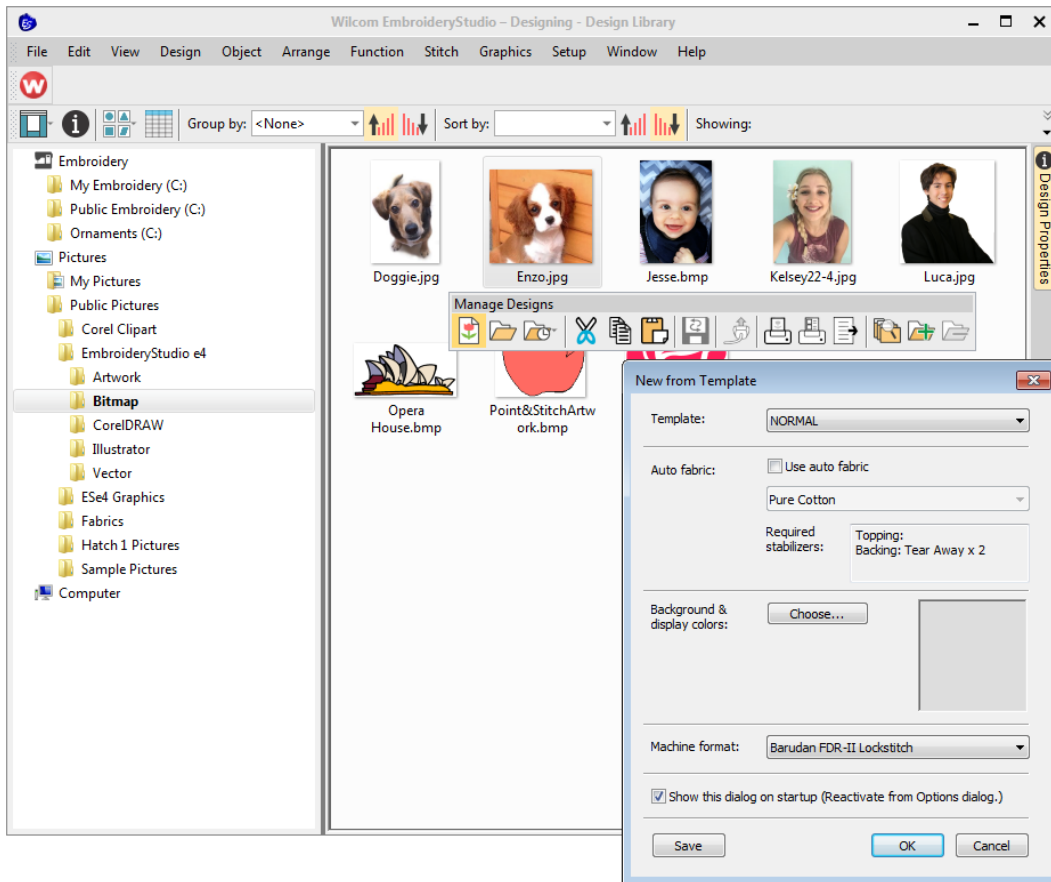 Wilcom EmbroideryStudio – Designing - Design Library
File Edit View Design Object Arrange Function Stitch Graphics Setup Window Help
W
Group by: <None> Sort by: Showing:
Embroidery
My Embroidery (C:)
Public Embroidery (C:)
Ornaments (C:)
Pictures
My Pictures
Public Pictures
Corel Clipart
EmbroideryStudio e4
Artwork
Bitmap
CorelDRAW
Illustrator
Vector
ESe4 Graphics
Fabrics
Hatch 1 Pictures
Sample Pictures
Computer
Doggie.jpg Enzo.jpg Jesse.bmp Kelsey22-4.jpg Luca.jpg
Design Properties
Manage Designs
Opera
House.bmp
Point&StitchArtw
ork.bmp
New from Template
Template: NORMAL
Auto fabric: Use auto fabric
Pure Cotton
Required
stabilizers:
Topping:
Backing: Tear Away x 2
Background &
display colors:
Choose...
Machine format: Barudan FDR-II Lockstitch
Show this dialog on startup (Reactivate from Options dialog.)
Save OK Cancel